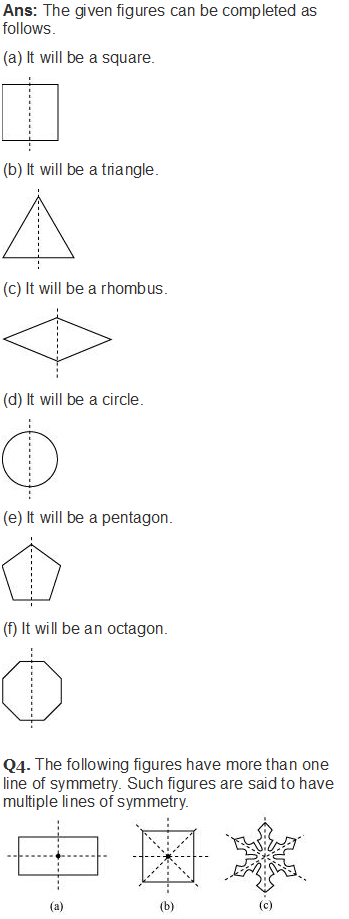 Ans: The given figures can be completed as
follows.
(a) It will be a square.
(b) It will be a triangle.
(c) It will be a rhombus.
(d) It will be a circle.
(e) It will be a pentagon.
(f) It will be an octagon.
Q4. The following figures have more than one
line of symmetry. Such figures are said to have
multiple lines of symmetry.
(a) (b) (c)